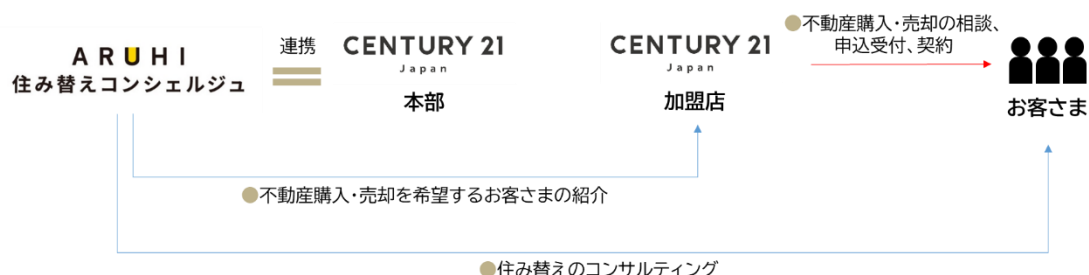 ARUHI
住み替えコンシェルジュ
連携
CENTURY 21
Japan
本部
CENTURY 21
Japan
加盟店
●不動産購入・売却の相談、
申込受付、契約
お客さま
●不動産購入・売却を希望するお客さまの紹介
●住み替えのコンサルティング